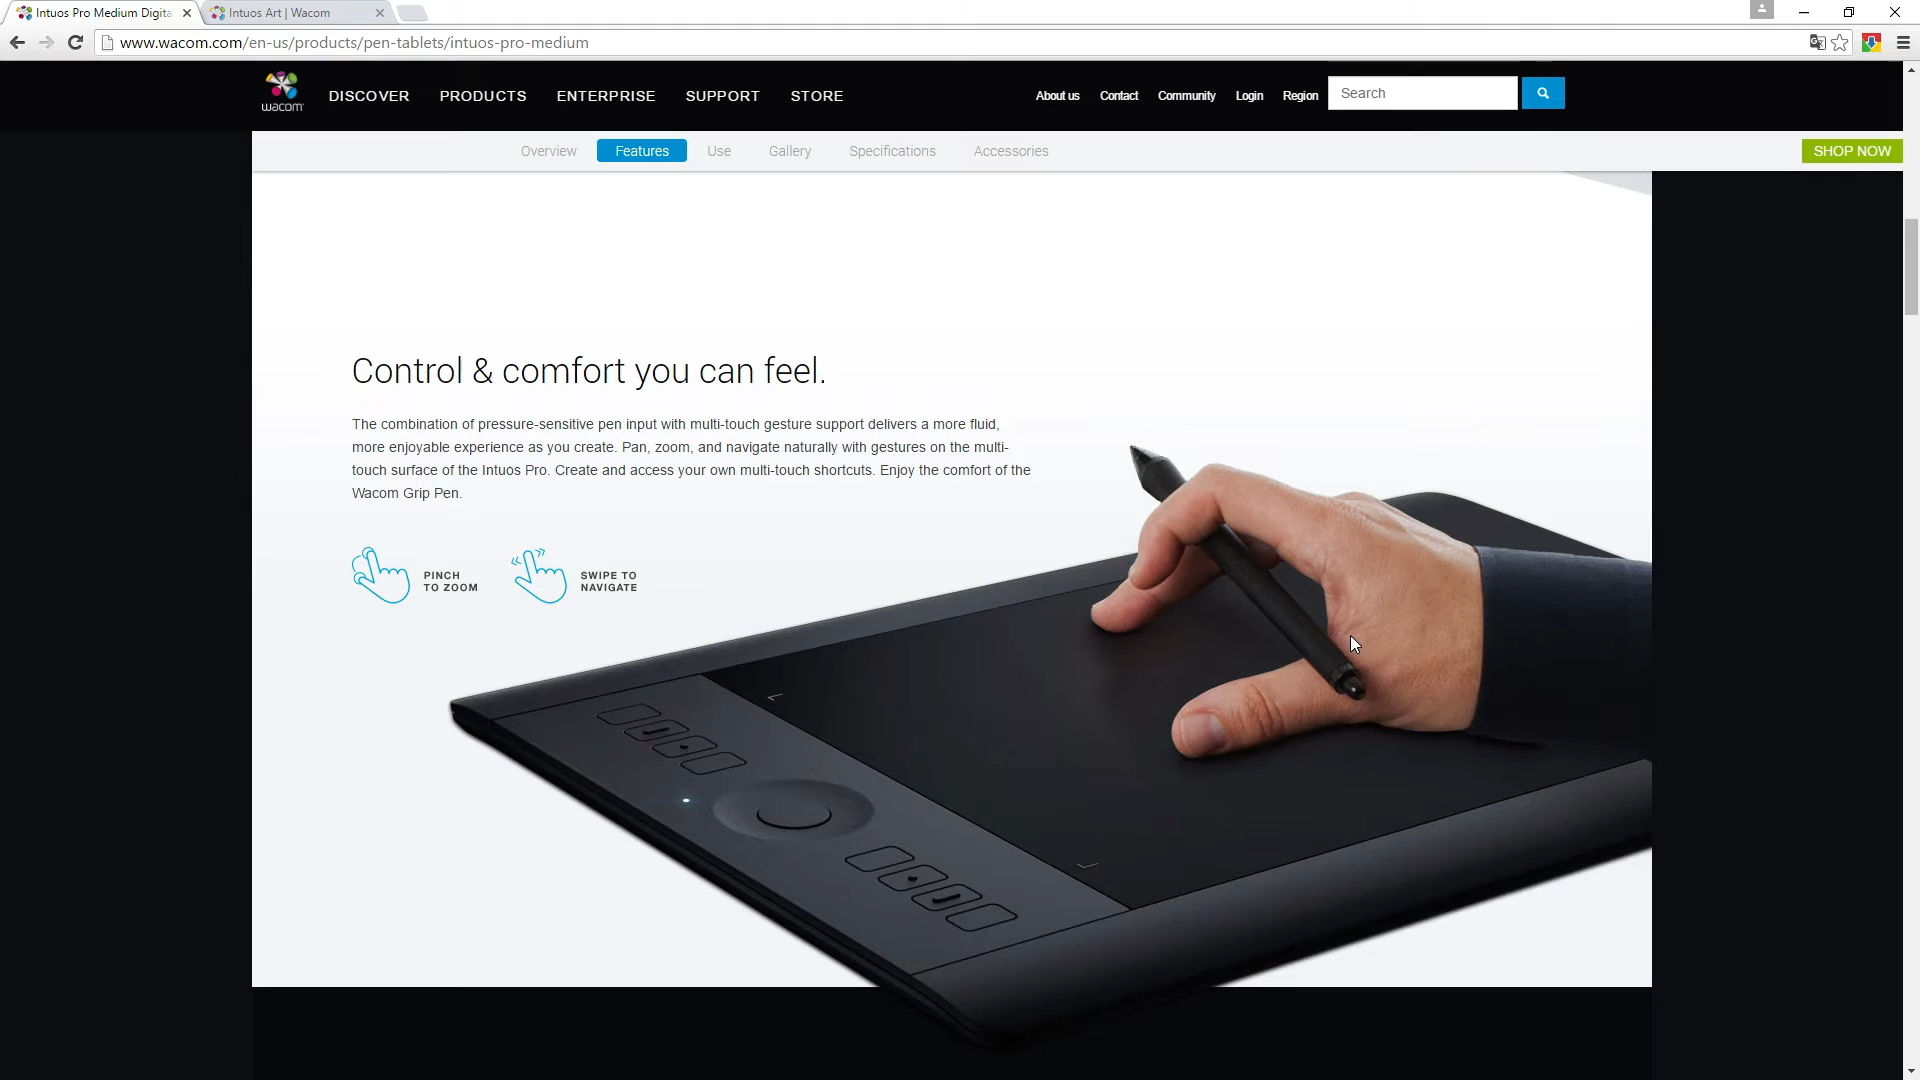 Intuos Pro Medium Digita
Intuos Art | Wacom
www.wacom.com/en-us/products/pen-tablets/intuos-pro-medium
wacom
DISCOVER
PRODUCTS
ENTERPRISE
SUPPORT
STORE
About us
Contact
Community
Login
Region
Search
Overview
Features
Use
Gallery
Specifications
Accessories
SHOP NOW
Control & comfort you can feel.
The combination of pressure-sensitive pen input with multi-touch gesture support delivers a more fluid,
more enjoyable experience as you create. Pan, zoom, and navigate naturally with gestures on the multi-
touch surface of the Intuos Pro. Create and access your own multi-touch shortcuts. Enjoy the comfort of the
Wacom Grip Pen.
PINCH
TO ZOOM
SWIPE TO
NAVIGATE